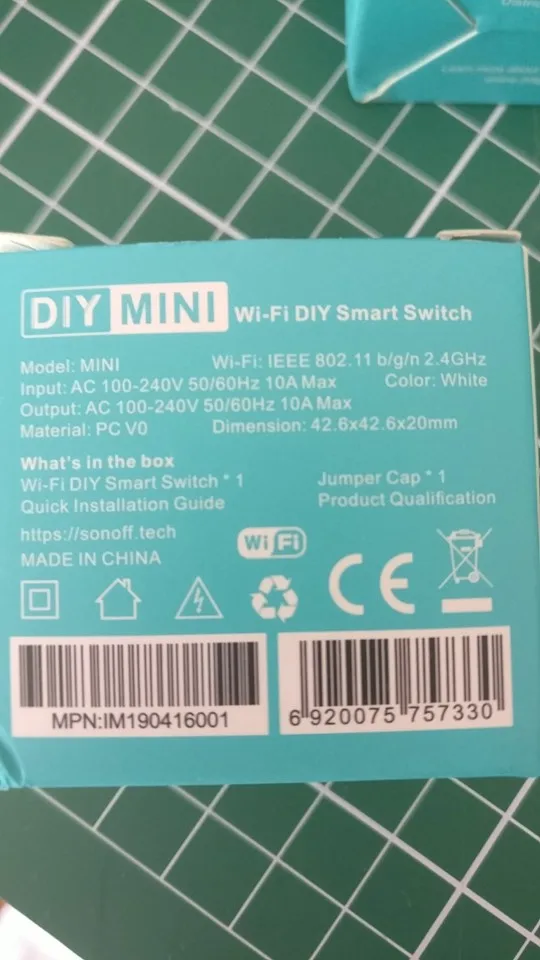 DIY MINI Wi-Fi DIY Smart Switch
Model: MINI Wi-Fi: IEEE 802.11 b/g/n 2.4GHz
Input: AC 100-240V 50/60Hz 10A Max Color: White
Output: AC 100-240V 50/60Hz 10A Max
Material: PC V0 Dimension: 42.6x42.6x20mm
What's in the box
Wi-Fi DIY Smart Switch * 1 Jumper Cap * 1
Quick Installation Guide Product Qualification
https://sonoff.tech
MADE IN CHINA
Wi Fi
CE
MPN:IM190416001
6 920075 757330